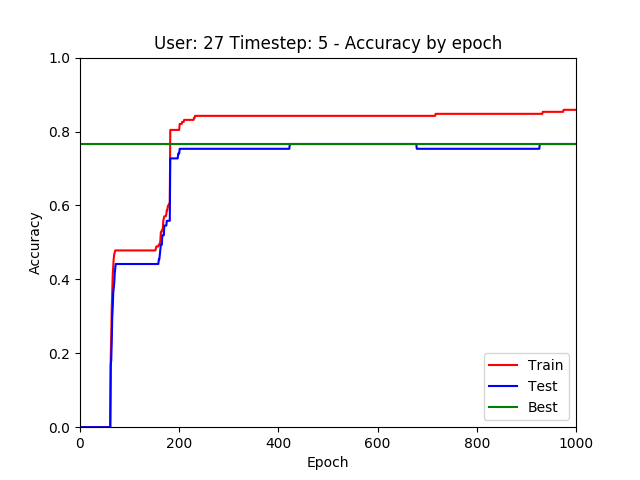 User: 27 Timestep: 5 - Accuracy by epoch
1.0
0.8
0.6
0.4
0.2
0.0
Accuracy
0 200 400 600 800 1000
Epoch
Train
Test
Best